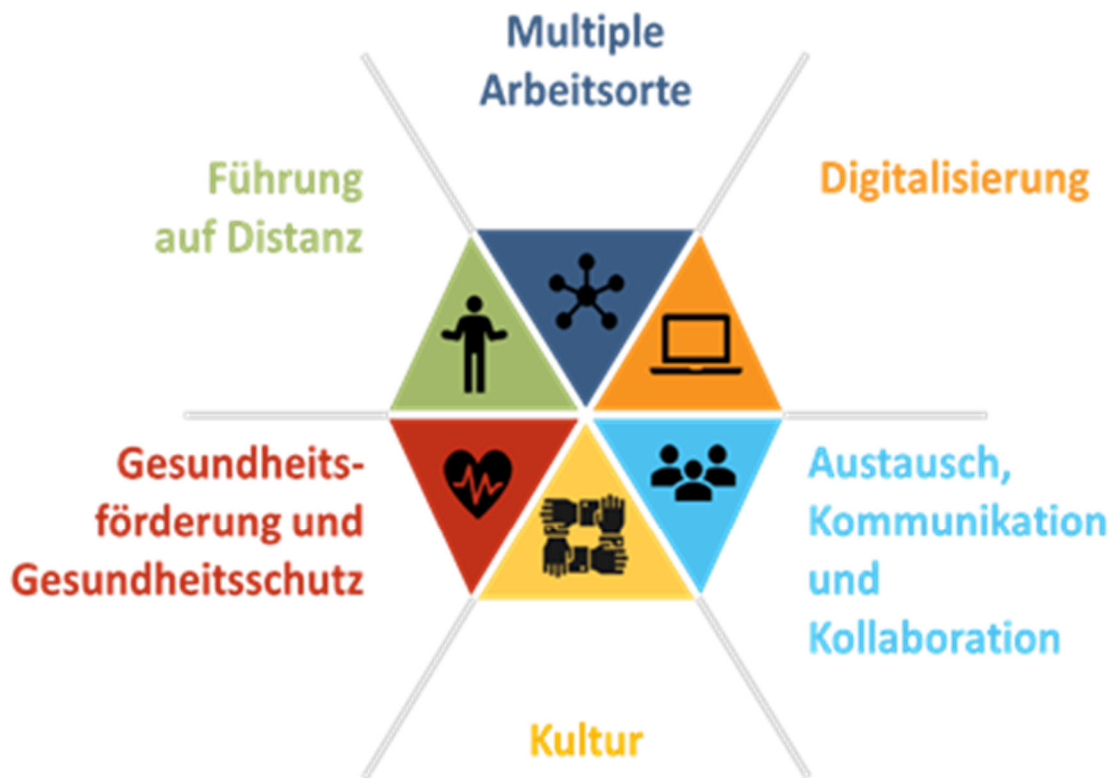 Multiple
Arbeitsorte
Führung
auf Distanz
Digitalisierung
Gesundheits-
förderung und
Gesundheitsschutz
Austausch,
Kommunikation
und
Kollaboration
Kultur